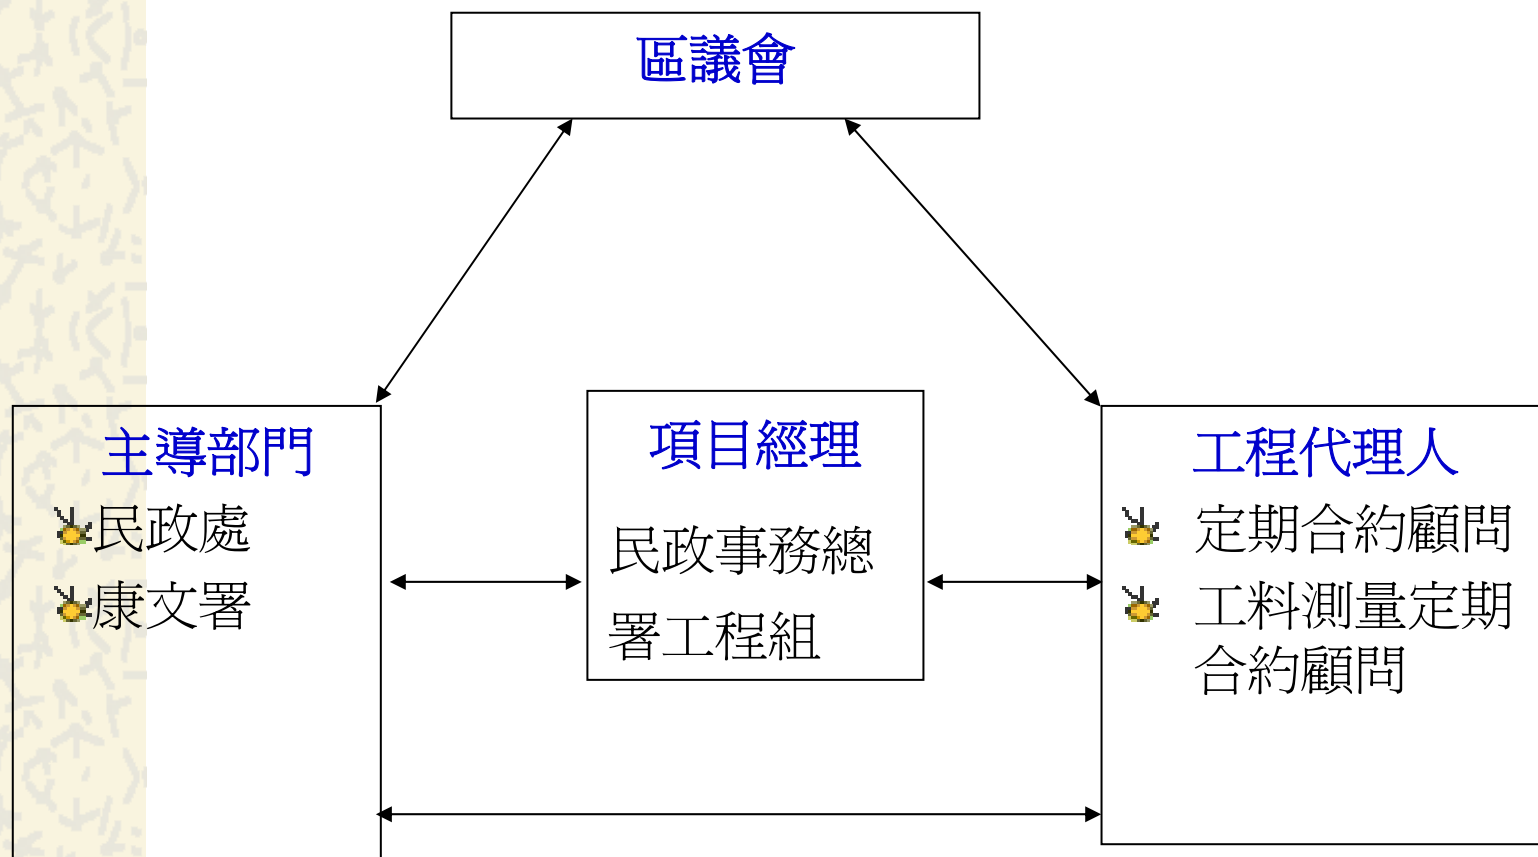 區議會
主導部門
民政處
康文署
項目經理
民政事務總
署工程組
工程代理人
定期合約顧問
工料測量定期
合約顧問